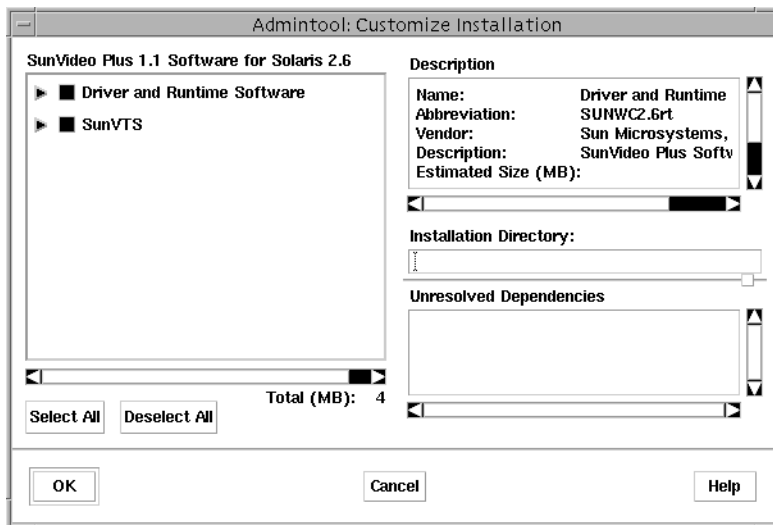 Admintool: Customize Installation
SunVideo Plus 1.1 Software for Solaris 2.6
Driver and Runtime Software
SunVTS
Total (MB): 4
Select All
Deselect All
Description
Name: Driver and Runtime
Abbreviation: SUNWC2.6rt
Vendor: Sun Microsystems,
Description: SunVideo Plus Softw
Estimated Size (MB):
Installation Directory:
Unresolved Dependencies
OK
Cancel
Help